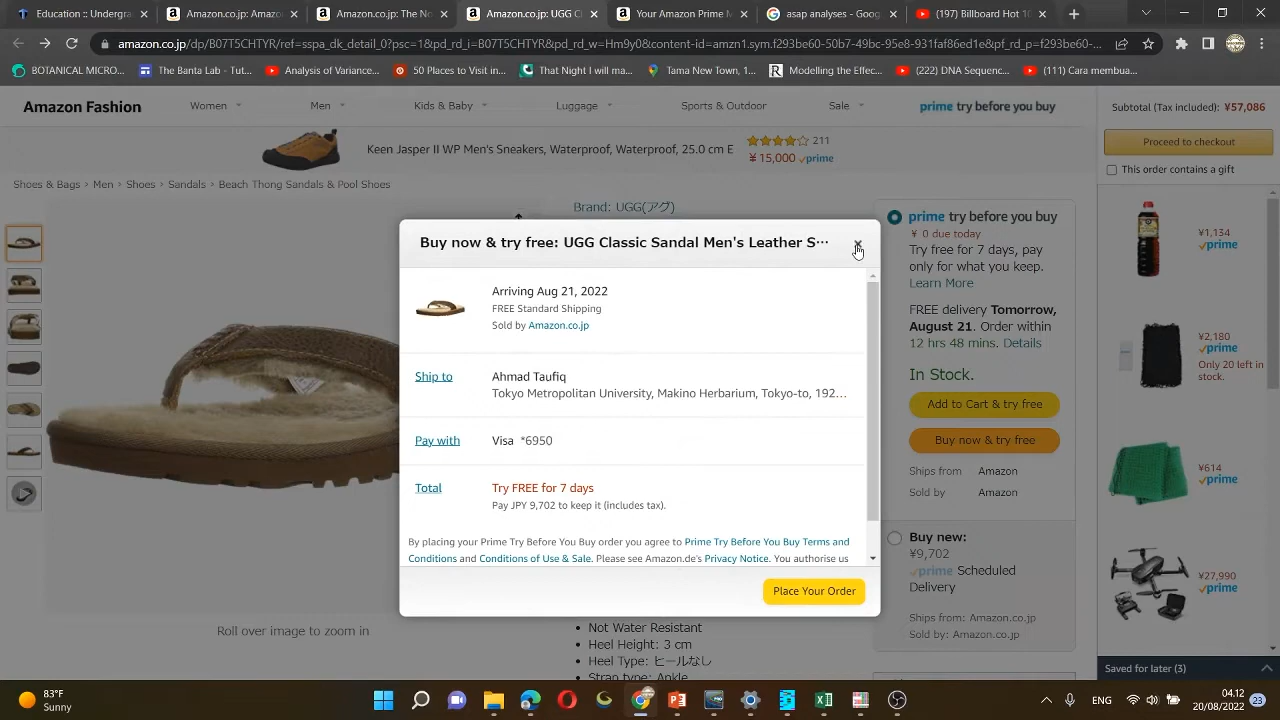 Education :: Undergra
Amazon.co.jp: Amazo
Amazon.co.jp: The No
Amazon.co.jp: UGG C
Your Amazon Prime M
asap analyses - Goog
(197) Billboard Hot 10
amazon.co.jp/dp/B07T5CHTYR/ref=sspa_dk_detail_0?psc=1&pd_rd_i=B07T5CHTYR&pd_rd_w=Hm9y0&content-id=amzn1.sym.f293be60-50b7-49bc-95e8-931faf86ed1e&pf_rd_p=f293be60-...
BOTANICAL MICRO...
The Banta Lab - Tut...
Analysis of Variance...
50 Places to Visit in...
That Night I will ma...
Tama New Town, 1...
Modelling the Effec...
(222) DNA Sequenc...
(111) Cara membua...
Amazon Fashion
Women
Men
Kids & Baby
Luggage
Sports & Outdoor
Sale
prime try before you buy
Subtotal (Tax included): ¥57,086
Proceed to checkout
This order contains a gift
Keen Jasper II WP Men's Sneakers, Waterproof, Waterproof, 25.0 cm E
211
¥ 15,000 prime
Shoes & Bags › Men › Shoes › Sandals › Beach Thong Sandals & Pool Shoes
Brand: UGG(アグ)
Buy now & try free: UGG Classic Sandal Men's Leather S···
Arriving Aug 21, 2022
FREE Standard Shipping
Sold by Amazon.co.jp
Ship to
Ahmad Taufiq
Tokyo Metropolitan University, Makino Herbarium, Tokyo-to, 192...
Pay with
Visa *6950
Total
Try FREE for 7 days
Pay JPY 9,702 to keep it (includes tax).
By placing your Prime Try Before You Buy order you agree to Prime Try Before You Buy Terms and
Conditions and Conditions of Use & Sale. Please see Amazon.de's Privacy Notice. You authorise us
Place Your Order
Roll over image to zoom in
Not Water Resistant
Heel Height: 3 cm
Heel Type: ヒールなし
Strap type: Ankle
prime try before you buy
¥ 0 due today
Try free for 7 days, pay
only for what you keep.
Learn More
FREE delivery Tomorrow,
August 21. Order within
12 hrs 48 mins. Details
In Stock.
Add to Cart & try free
Buy now & try free
Ships from Amazon
Sold by Amazon
Buy new:
¥9,702
prime Scheduled
Delivery
Ships from: Amazon.co.jp
Sold by: Amazon.co.jp
¥1,134
prime
¥2,180
prime
Only 20 left in
stock.
¥614
prime
¥27,990
prime
Saved for later (3)
83°F
Sunny
ENG
04.12
20/08/2022
23